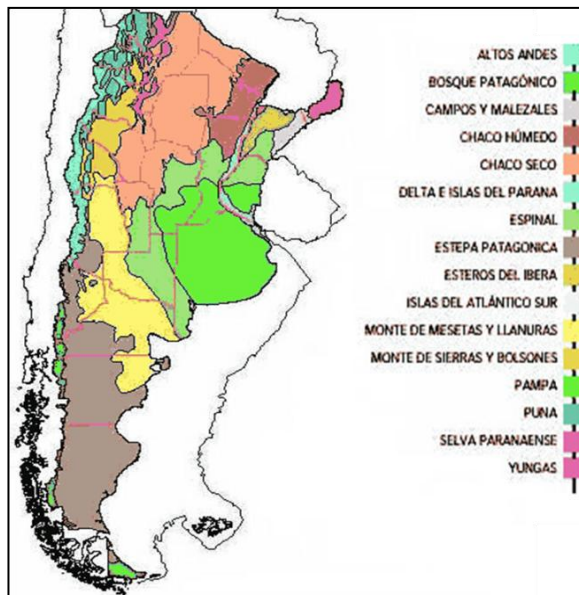 ALTOS ANDES
BOSQUE PATAGÓNICO
CAMPOS Y MALEZALES
CHACO HÚMEDO
CHACO SECO
DELTA E ISLAS DEL PARANA
ESPINAL
ESTEPA PATAGONICA
ESTEROS DEL IBERA
ISLAS DEL ATLÁNTICO SUR
MONTE DE MESETAS Y LLANURAS
MONTE DE SIERRAS Y BOLSONES
PAMPA
PUNA
SELVA PARANAENSE
YUNGAS